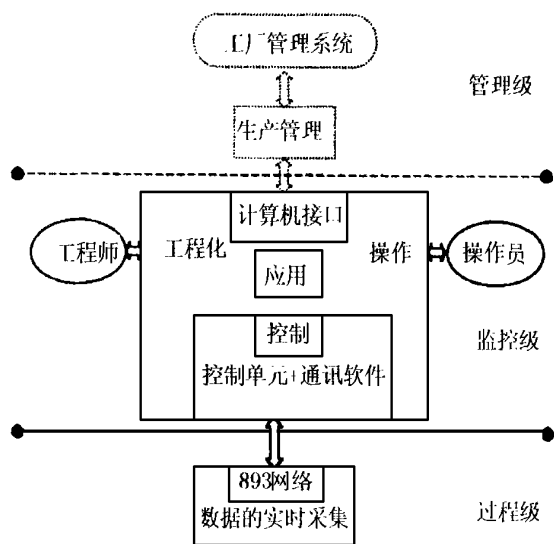 工厂管理系统
管理级
生产管理
计算机接口
工程师
工程化
操作
操作员
应用
控制
监控级
控制单元+通讯软件
893网络
数据的实时采集
过程级